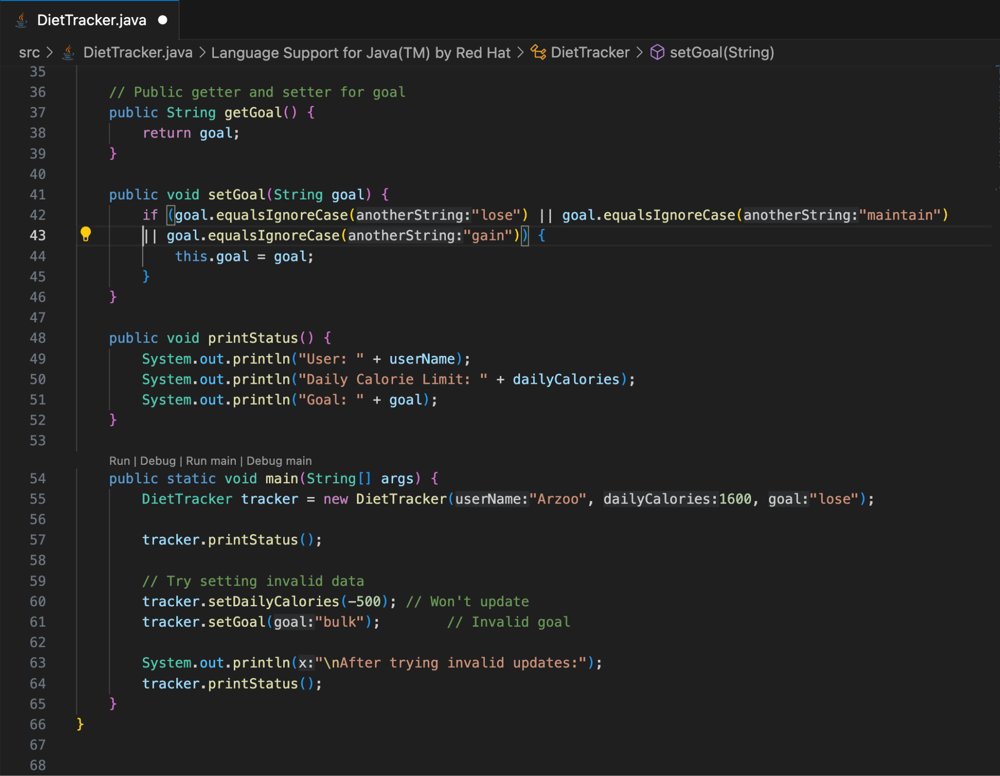 DietTracker.java
src > DietTracker.java > Language Support for Java(TM) by Red Hat > DietTracker > setGoal(String)
35
36 // Public getter and setter for goal
37 public String getGoal() {
38 return goal;
39 }
40
41 public void setGoal(String goal) {
42 if (goal.equalsIgnoreCase(anotherString:"lose") || goal.equalsIgnoreCase(anotherString:"maintain")
43 || goal.equalsIgnoreCase(anotherString:"gain")) {
44 this.goal = goal;
45 }
46 }
47
48 public void printStatus() {
49 System.out.println("User: " + userName);
50 System.out.println("Daily Calorie Limit: " + dailyCalories);
51 System.out.println("Goal: " + goal);
52 }
53
Run | Debug | Run main | Debug main
54 public static void main(String[] args) {
55 DietTracker tracker = new DietTracker(userName:"Arzoo", dailyCalories:1600, goal:"lose");
56
57 tracker.printStatus();
58
59 // Try setting invalid data
60 tracker.setDailyCalories(-500); // Won't update
61 tracker.setGoal(goal:"bulk"); // Invalid goal
62
63 System.out.println(x:"\nAfter trying invalid updates:");
64 tracker.printStatus();
65 }
66 }
67
68